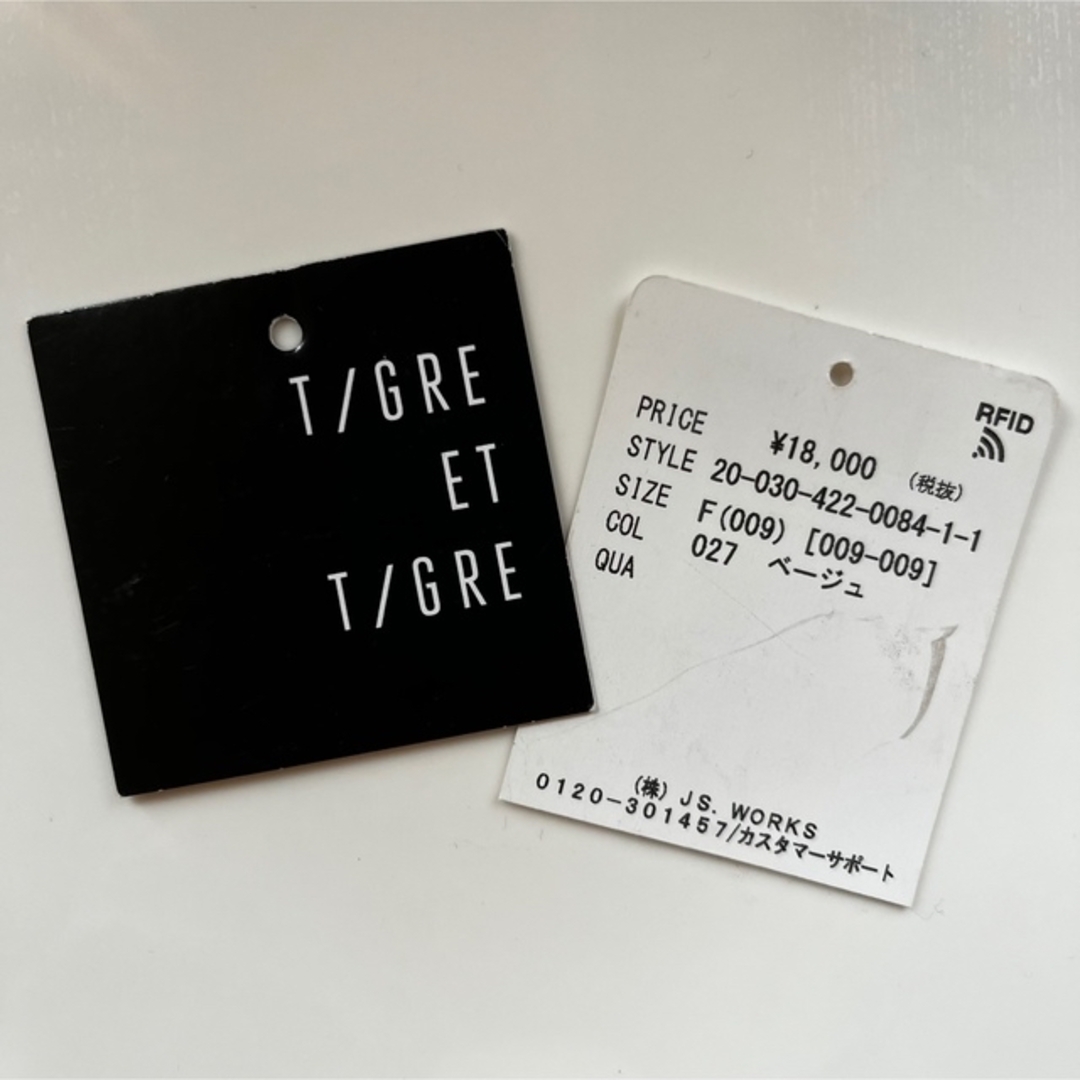 T/GRE
ET
T/GRE
RFID
PRICE ¥18,000 (税抜)
STYLE 20-030-422-0084-1-1
SIZE F(009) [009-009]
COL 027 ベージュ
QUA
(株) JS. WORKS
0120-301457/カスタマーサポート